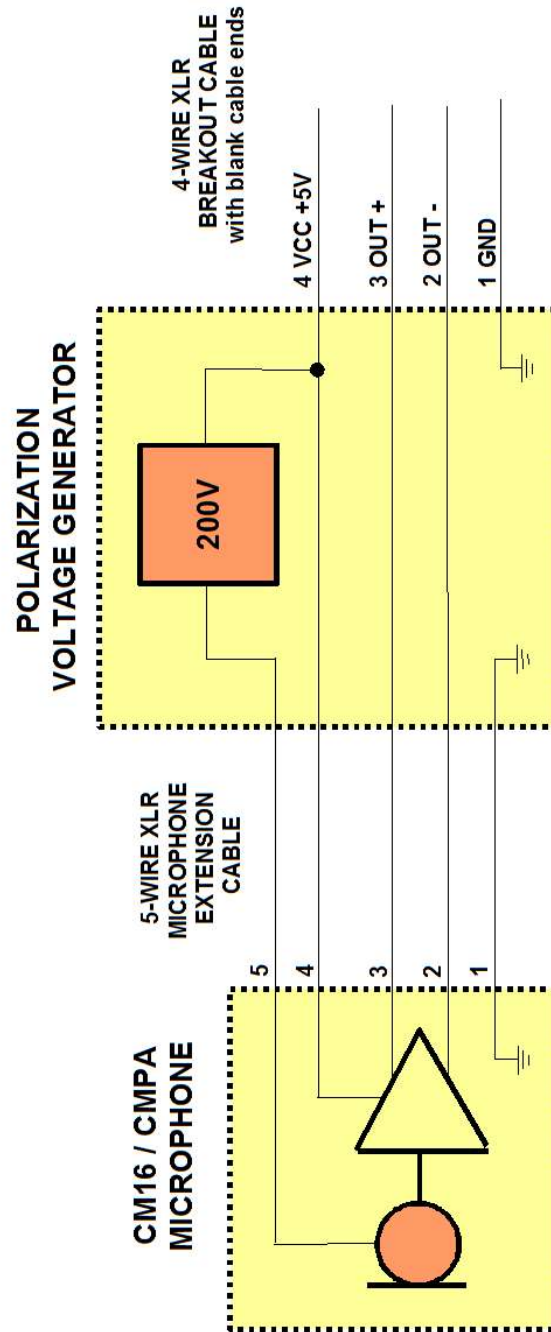 CM16 / CMPA
MICROPHONE
5-WIRE XLR
MICROPHONE
EXTENSION
CABLE
5
4
3
2
1
POLARIZATION
VOLTAGE GENERATOR
200V
4-WIRE XLR
BREAKOUT CABLE
with blank cable ends
4 VCC +5V
3 OUT +
2 OUT -
1 GND